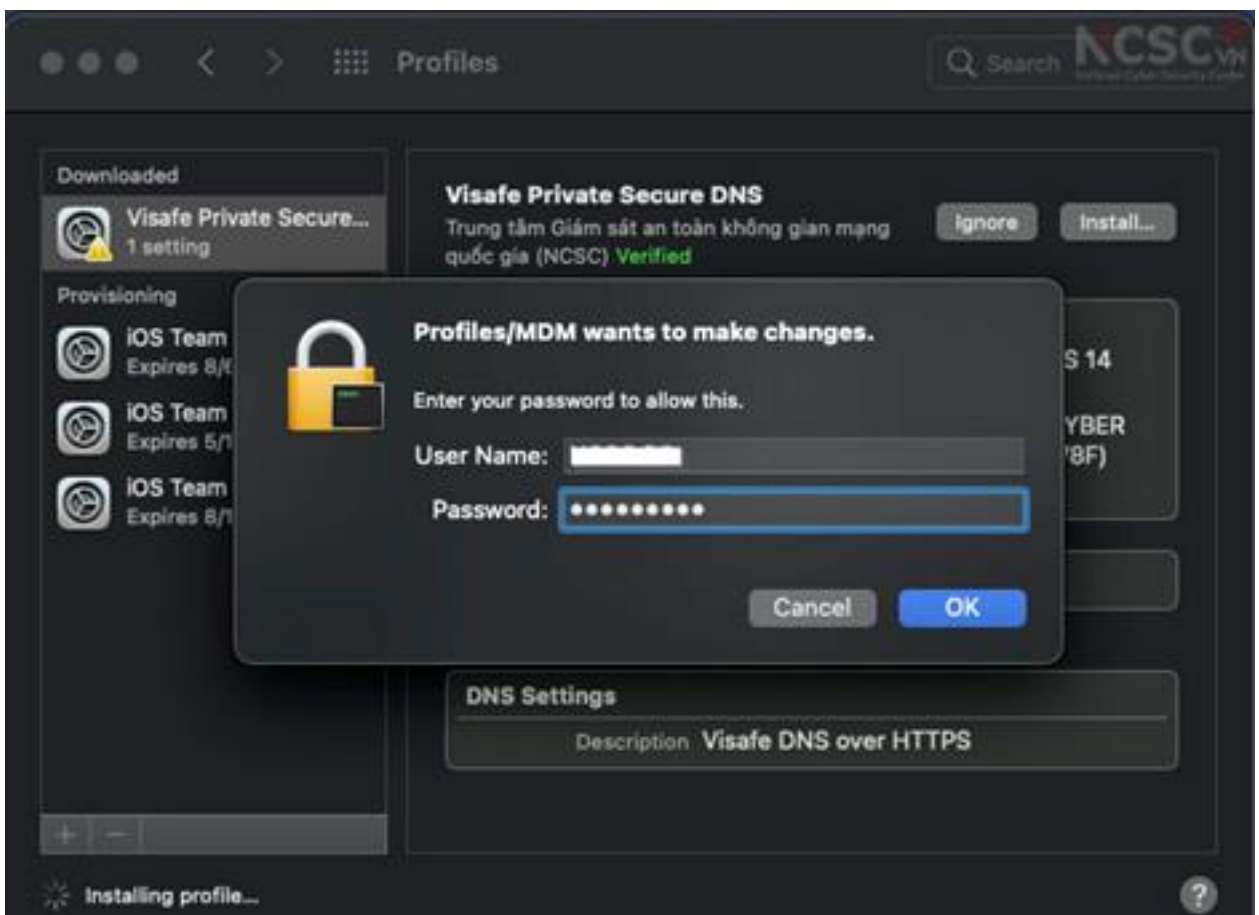 Profiles
Search
NCSC.VN
Downloaded
Visafe Private Secure...
1 setting
Provisioning
iOS Team
Expires 8/
iOS Team
Expires 5/1
iOS Team
Expires 8/1
Visafe Private Secure DNS
Trung tâm Giám sát an toàn không gian mạng
quốc gia (NCSC) Verified
Ignore
Install...
S 14
YBER
8F)
Profiles/MDM wants to make changes.
Enter your password to allow this.
User Name:
Password: •••••••••
Cancel
OK
DNS Settings
Description Visafe DNS over HTTPS
Installing profile...
?